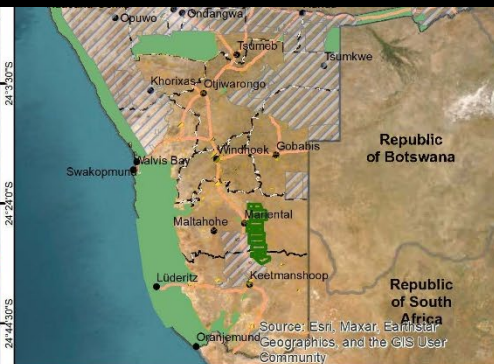 Opuwo
Ondangwa
Tsumeb
Tsumkwe
Khorixas
Otjiwarongo
Republic
of Botswana
Windhoek
Gobabis
Walvis Bay
Swakopmund
Maltahohe
Mariental
Lüderitz
Keetmanshoop
Republic
of South
Africa
Oranjemund
Source: Esri, Maxar, Earthstar
Geographics, and the GIS User
Community
24°3'30"S
24°24'0"S
24°44'30"S